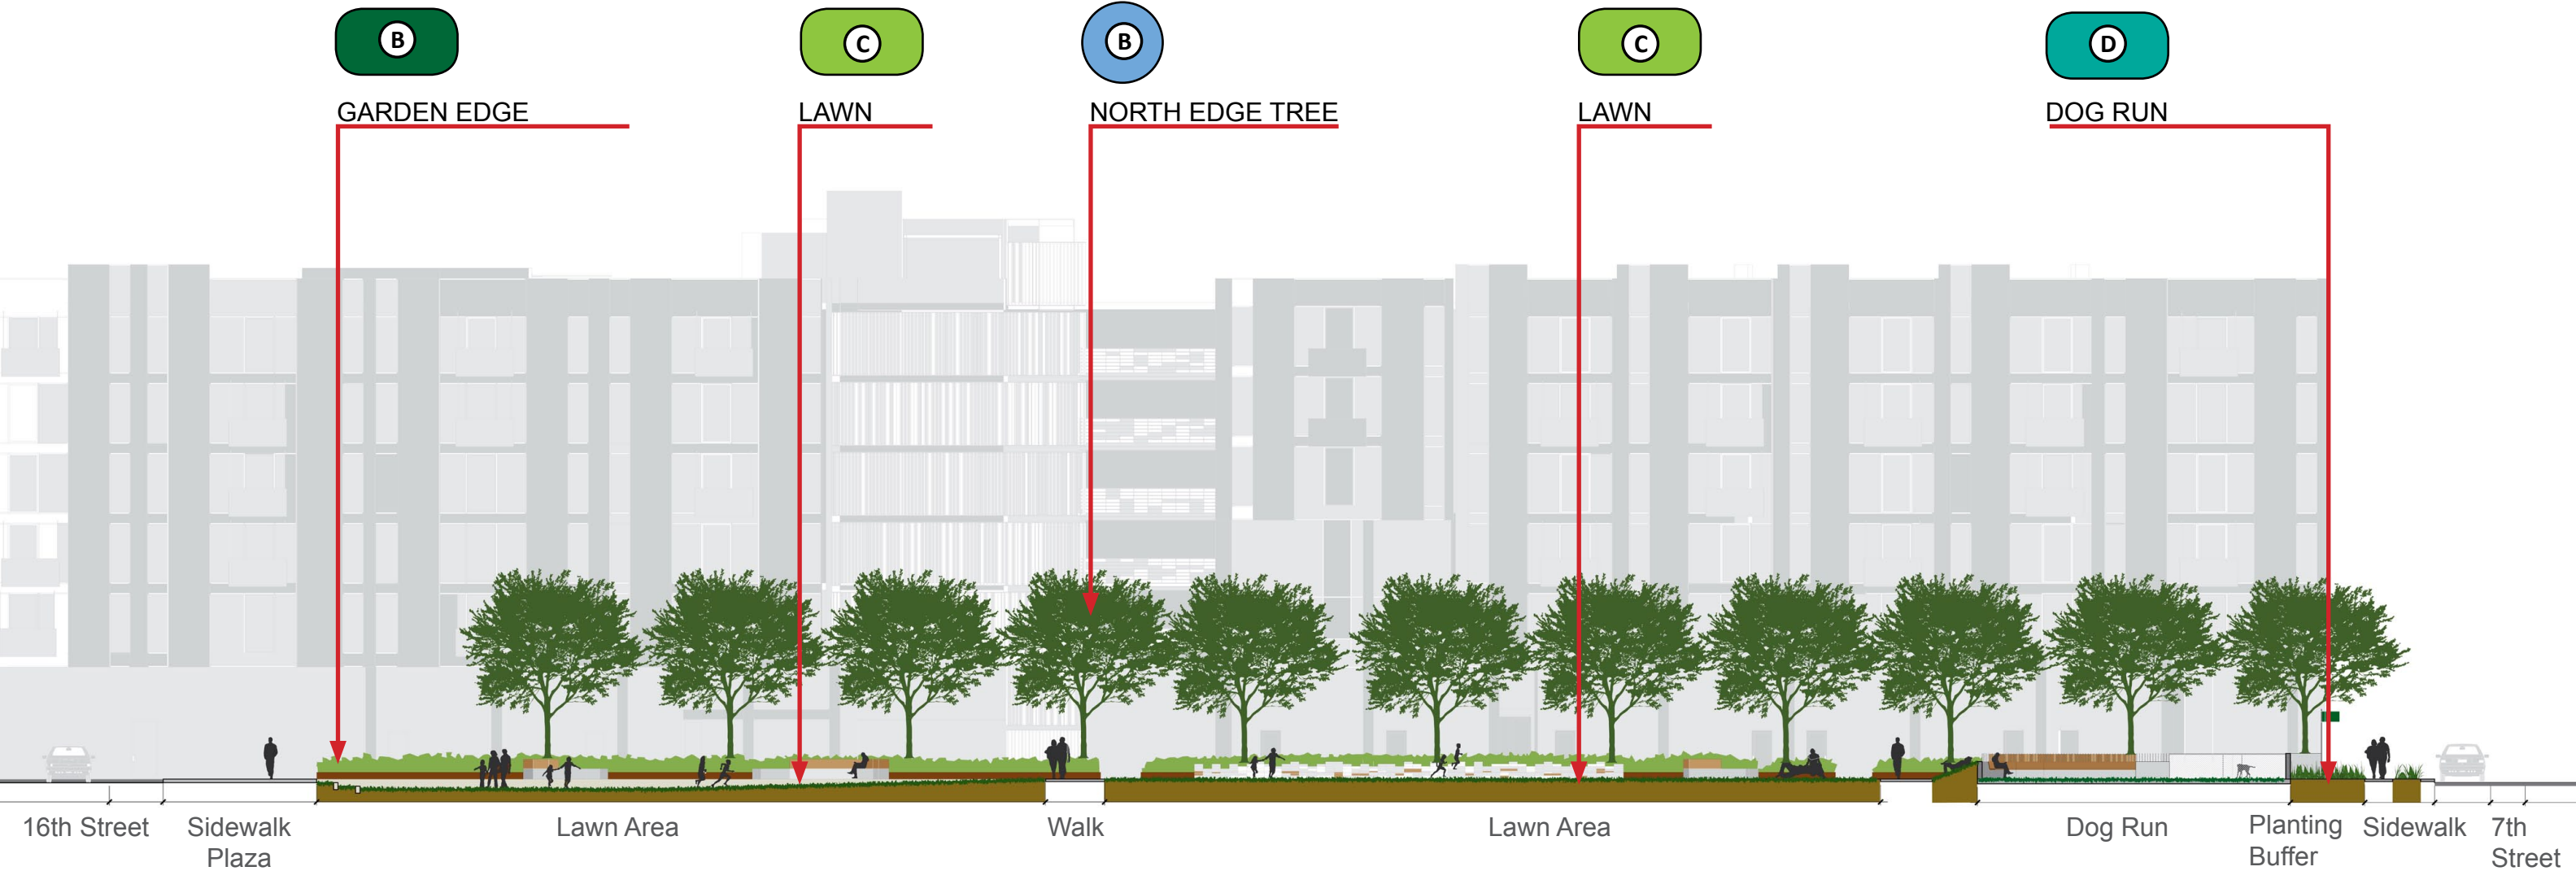 B
C
B
C
D
GARDEN EDGE
LAWN
NORTH EDGE TREE
LAWN
DOG RUN
16th Street
Sidewalk
Plaza
Lawn Area
Walk
Lawn Area
Dog Run
Planting
Buffer
Sidewalk
7th
Street